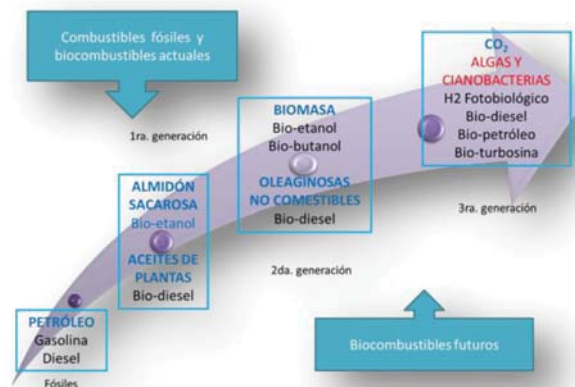 Combustibles fósiles y
biocombustibles actuales
1ra. generación
PETRÓLEO
Gasolina
Diesel
Fósiles
ALMIDÓN
SACAROSA
Bio-etanol
ACEITES DE
PLANTAS
Bio-diesel
BIOMASA
Bio-etanol
Bio-butanol
OLEAGINOSAS
NO COMESTIBLES
Bio-diesel
2da. generación
CO₂
ALGAS Y
CIANOBACTERIAS
H2 Fotobiológico
Bio-diesel
Bio-petróleo
Bio-turbosina
3ra. generación
Biocombustibles futuros